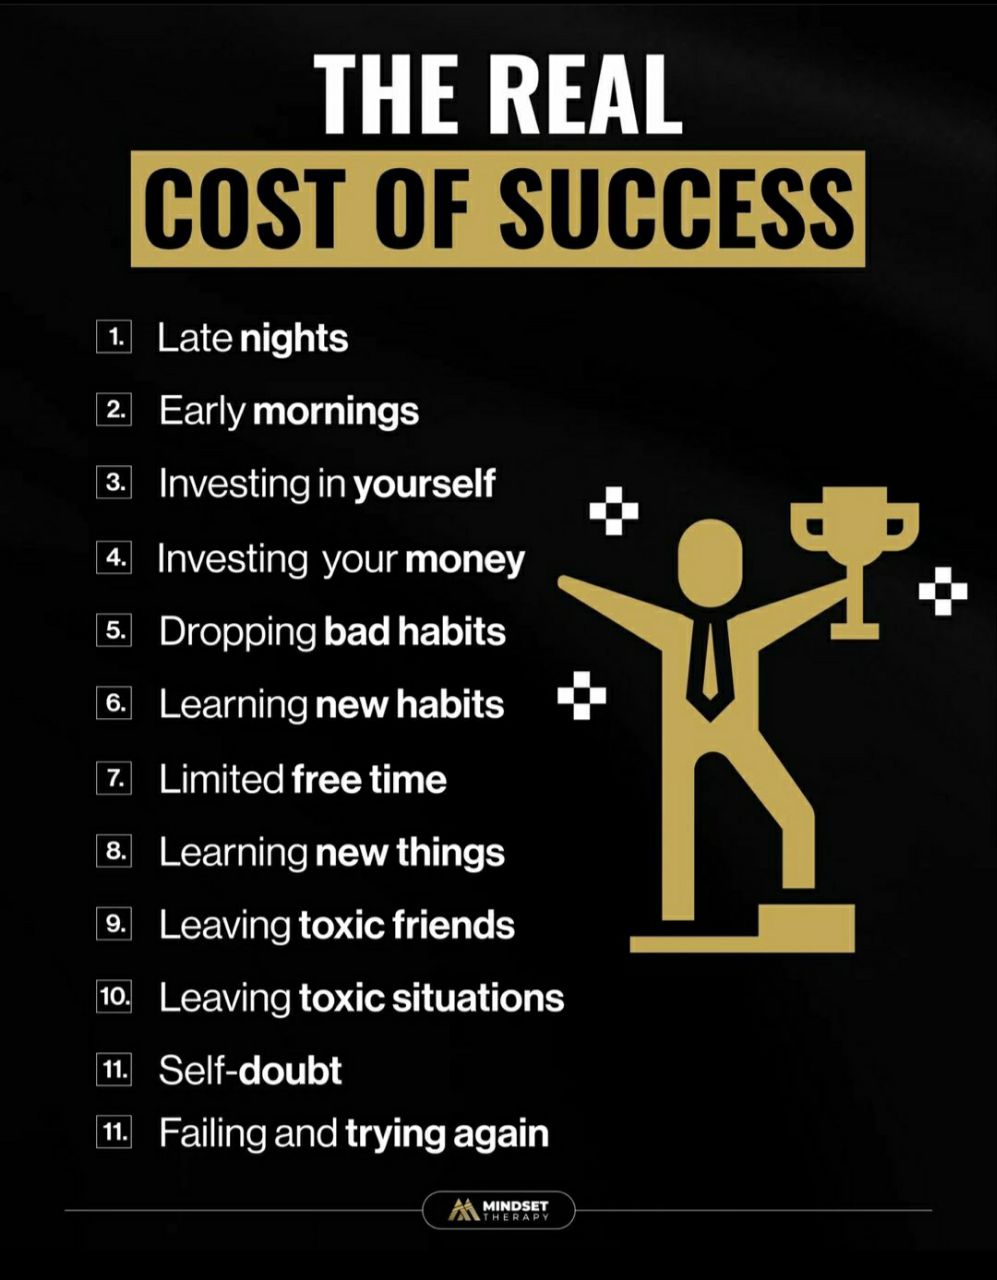 THE REAL
COST OF SUCCESS
1. Late nights
2. Early mornings
3. Investing in yourself
4. Investing your money
5. Dropping bad habits
6. Learning new habits
7. Limited free time
8. Learning new things
9. Leaving toxic friends
10. Leaving toxic situations
11. Self-doubt
11. Failing and trying again
MINDSET
THERAPY